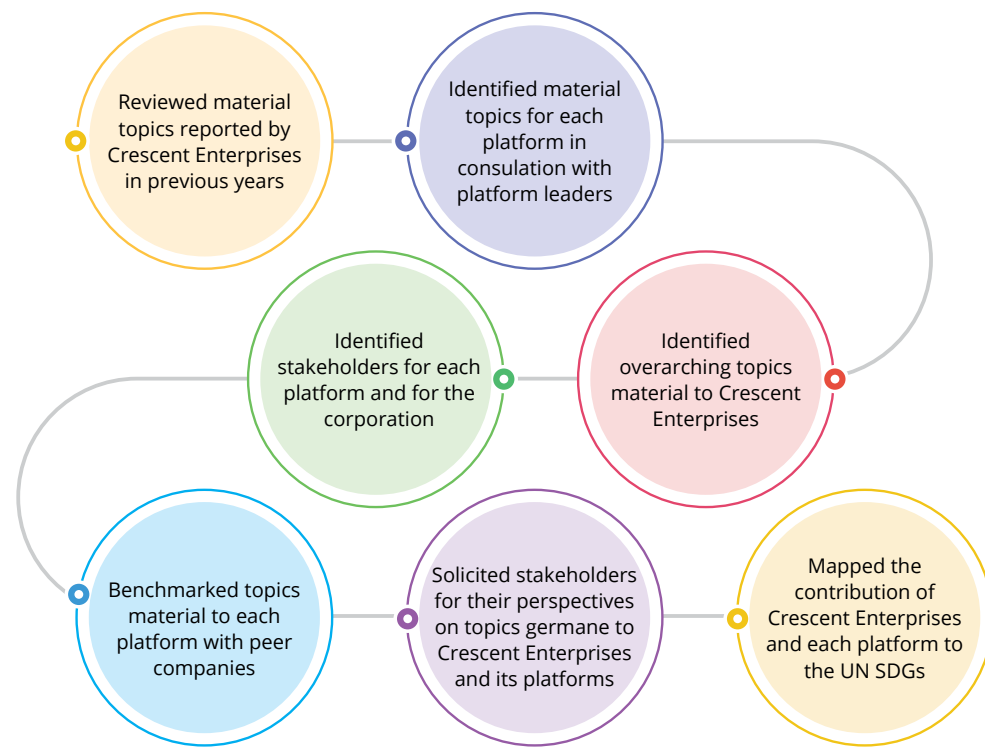 Reviewed material
topics reported by
Crescent Enterprises
in previous years
Identified material
topics for each
platform in
consulation with
platform leaders
Identified
overarching topics
material to Crescent
Enterprises
Identified
stakeholders for each
platform and for the
corporation
Benchmarked topics
material to each
platform with peer
companies
Solicited stakeholders
for their perspectives
on topics germane to
Crescent Enterprises
and its platforms
Mapped the
contribution of
Crescent Enterprises
and each platform to
the UN SDGs